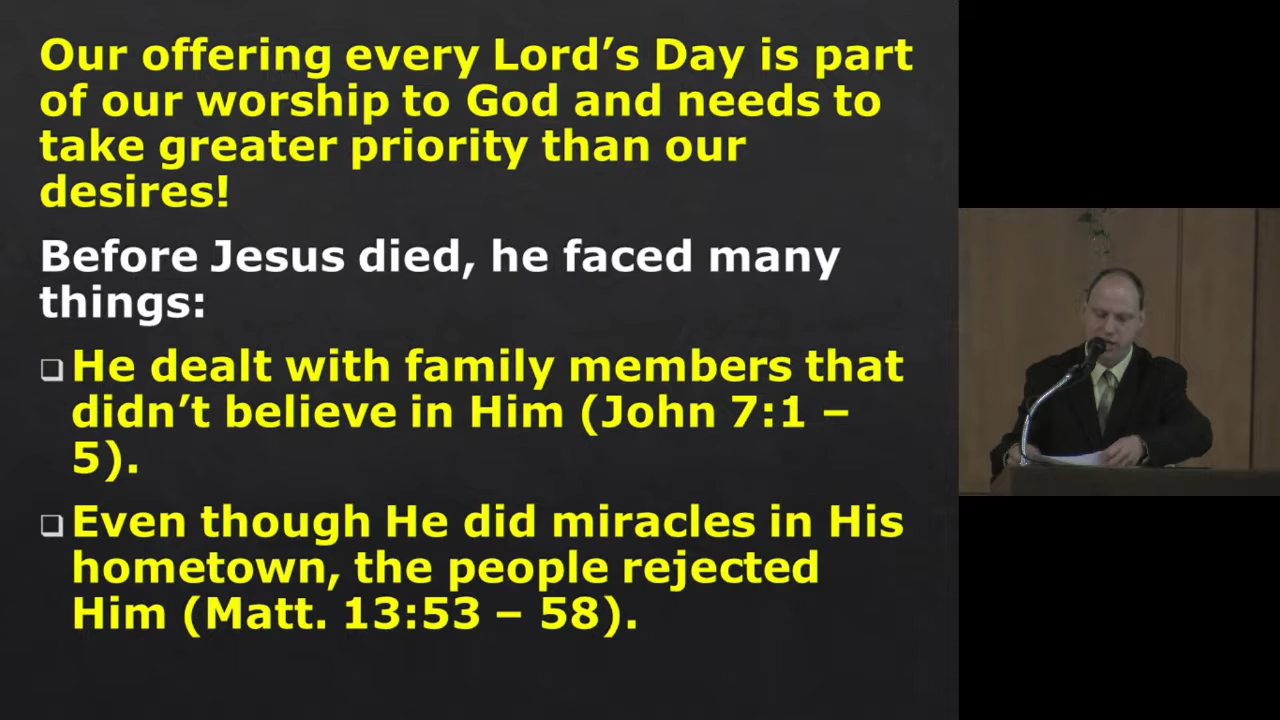 Our offering every Lord’s Day is part
of our worship to God and needs to
take greater priority than our
desires!
Before Jesus died, he faced many
things:
He dealt with family members that
didn’t believe in Him (John 7:1 –
5).
Even though He did miracles in His
hometown, the people rejected
Him (Matt. 13:53 – 58).